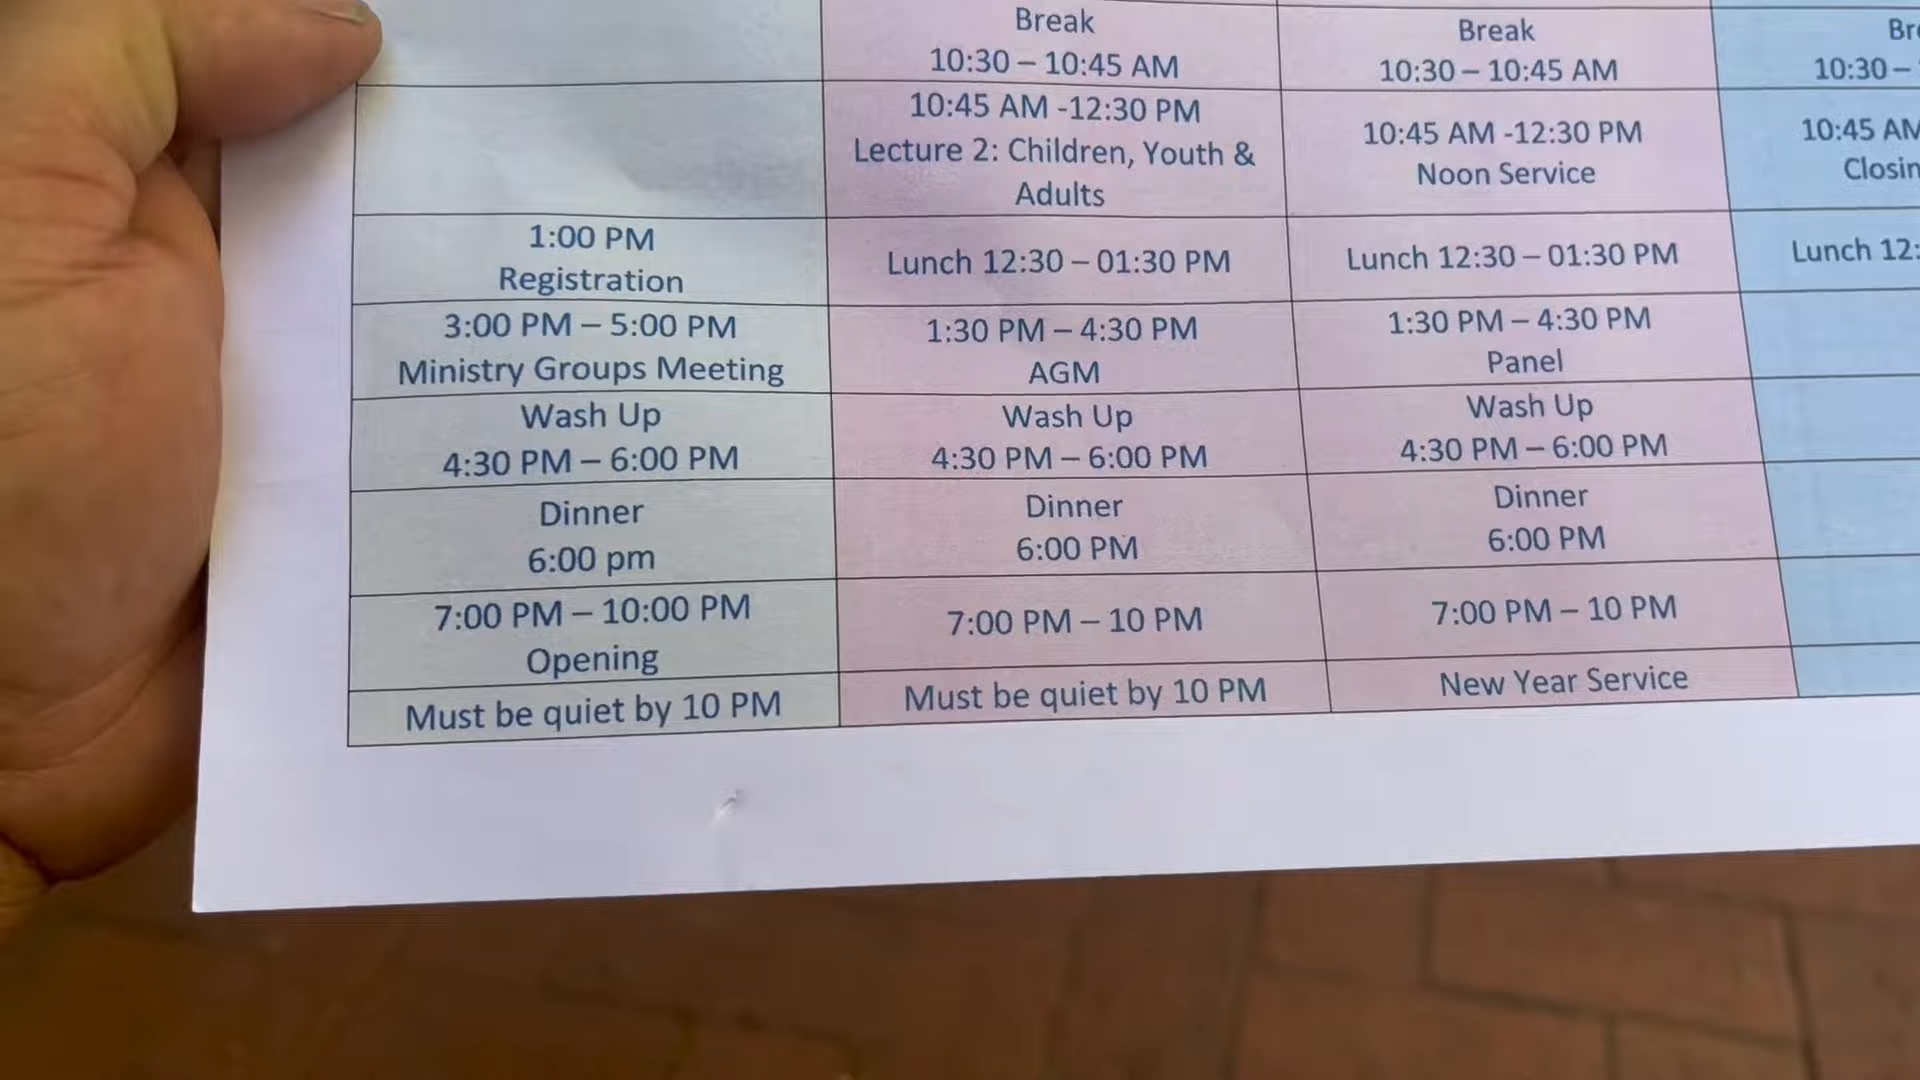 Break
10:30 – 10:45 AM
Break
10:30 – 10:45 AM
10:30 –
10:45 AM -12:30 PM
Lecture 2: Children, Youth &
Adults
10:45 AM -12:30 PM
Noon Service
10:45 AM
1:00 PM
Registration
Lunch 12:30 – 01:30 PM
Lunch 12:30 – 01:30 PM
Lunch 12:
3:00 PM – 5:00 PM
Ministry Groups Meeting
1:30 PM – 4:30 PM
AGM
1:30 PM – 4:30 PM
Panel
Wash Up
4:30 PM – 6:00 PM
Wash Up
4:30 PM – 6:00 PM
Wash Up
4:30 PM – 6:00 PM
Dinner
6:00 pm
Dinner
6:00 PM
Dinner
6:00 PM
7:00 PM – 10:00 PM
Opening
7:00 PM – 10 PM
7:00 PM – 10 PM
Must be quiet by 10 PM
Must be quiet by 10 PM
New Year Service